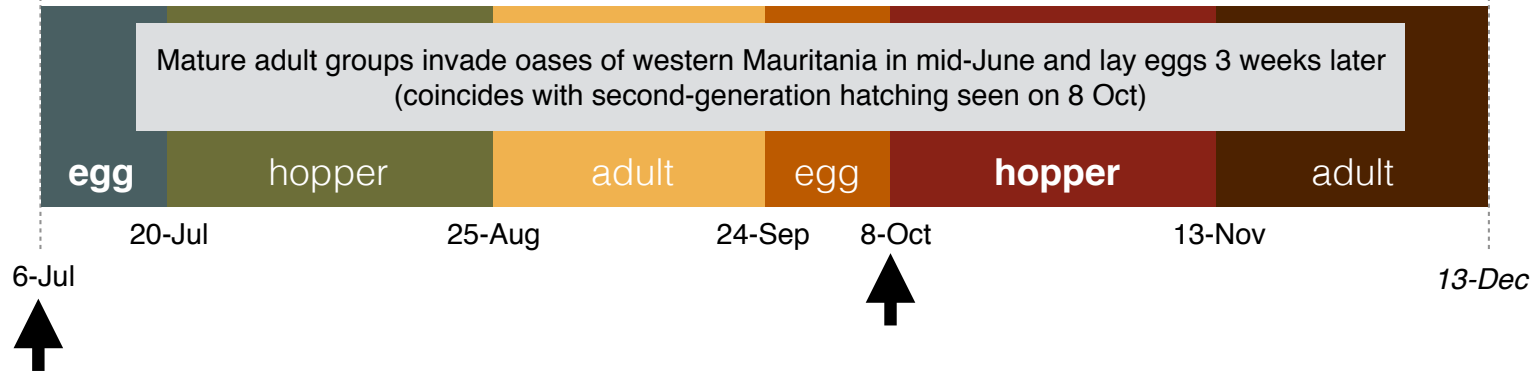 Mature adult groups invade oases of western Mauritania in mid-June and lay eggs 3 weeks later
(coincides with second-generation hatching seen on 8 Oct)
egg hopper adult egg hopper adult
20-Jul 25-Aug 24-Sep 8-Oct 13-Nov
6-Jul 13-Dec